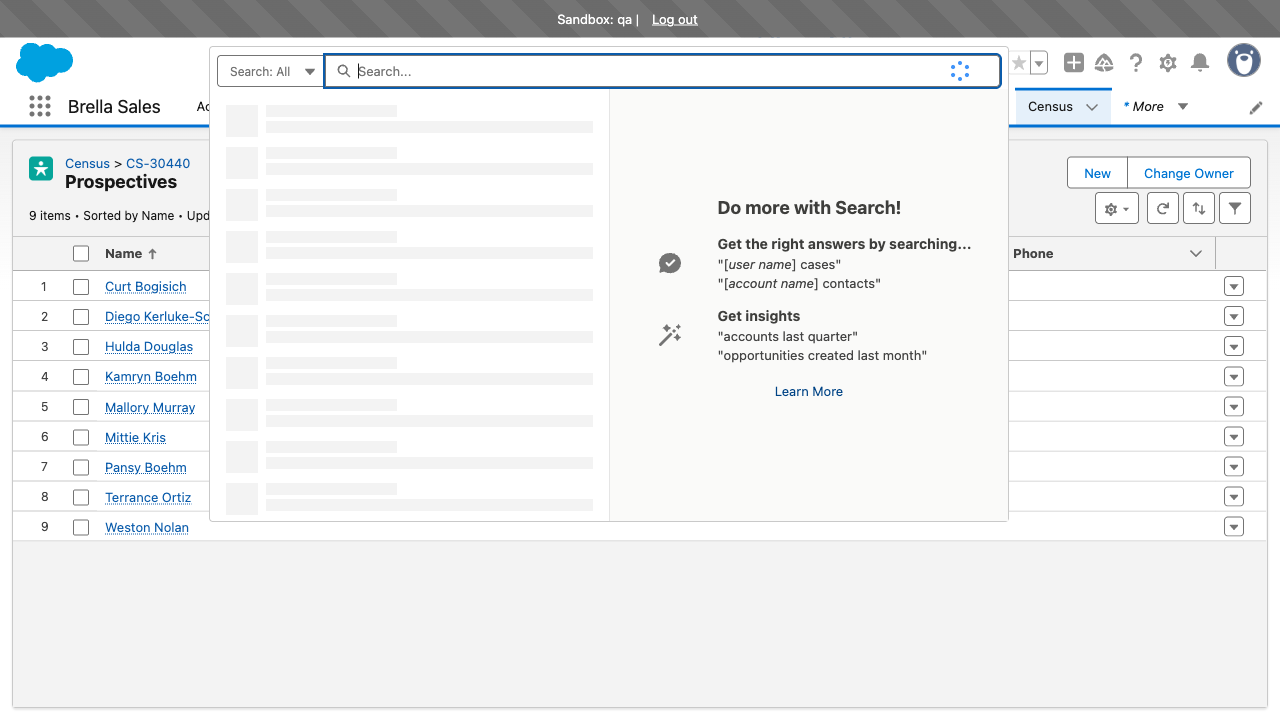 Sandbox: qa | Log out
Search: All
Search...
Brella Sales
Ac
Census
* More
Census > CS-30440
Prospectives
9 items • Sorted by Name • Upd
New
Change Owner
Do more with Search!
Get the right answers by searching...
"[user name] cases"
"[account name] contacts"
Get insights
"accounts last quarter"
"opportunities created last month"
Learn More
Name
Phone
1 Curt Bogisich
2 Diego Kerluke-Sc
3 Hulda Douglas
4 Kamryn Boehm
5 Mallory Murray
6 Mittie Kris
7 Pansy Boehm
8 Terrance Ortiz
9 Weston Nolan